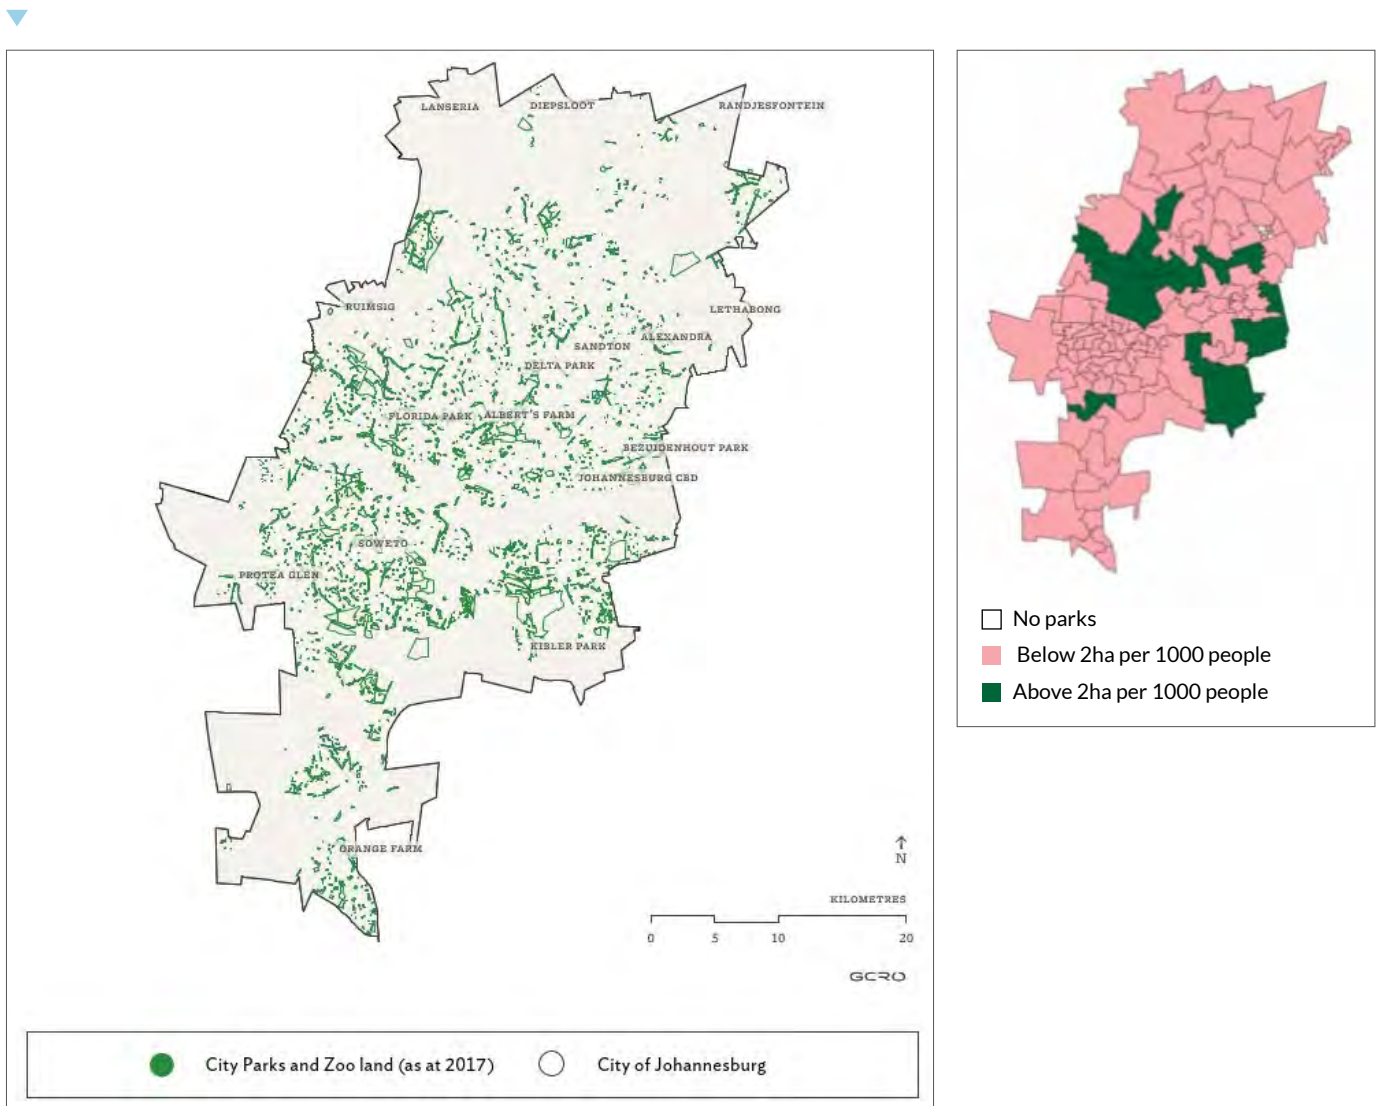 LANSERIA
DIEPSLOOT
RANDJESFONTEIN
RUIMSIG
LETHABONG
ALEXANDRA
SANDTON
DELTA PARK
FLORIDA PARK
ALBERT'S FARM
BEZUIDENHOUT PARK
JOHANNESBURG CBD
SOWETO
PROTEA GLEN
KIBLER PARK
ORANGE FARM
N
KILOMETRES
0 5 10 20
GCRO
City Parks and Zoo land (as at 2017)
City of Johannesburg
No parks
Below 2ha per 1000 people
Above 2ha per 1000 people